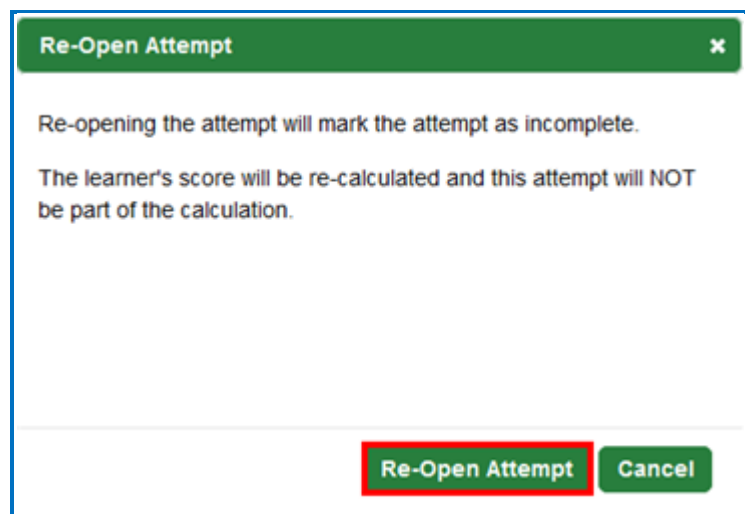 Re-Open Attempt ×
Re-opening the attempt will mark the attempt as incomplete.
The learner's score will be re-calculated and this attempt will NOT
be part of the calculation.
Re-Open Attempt Cancel